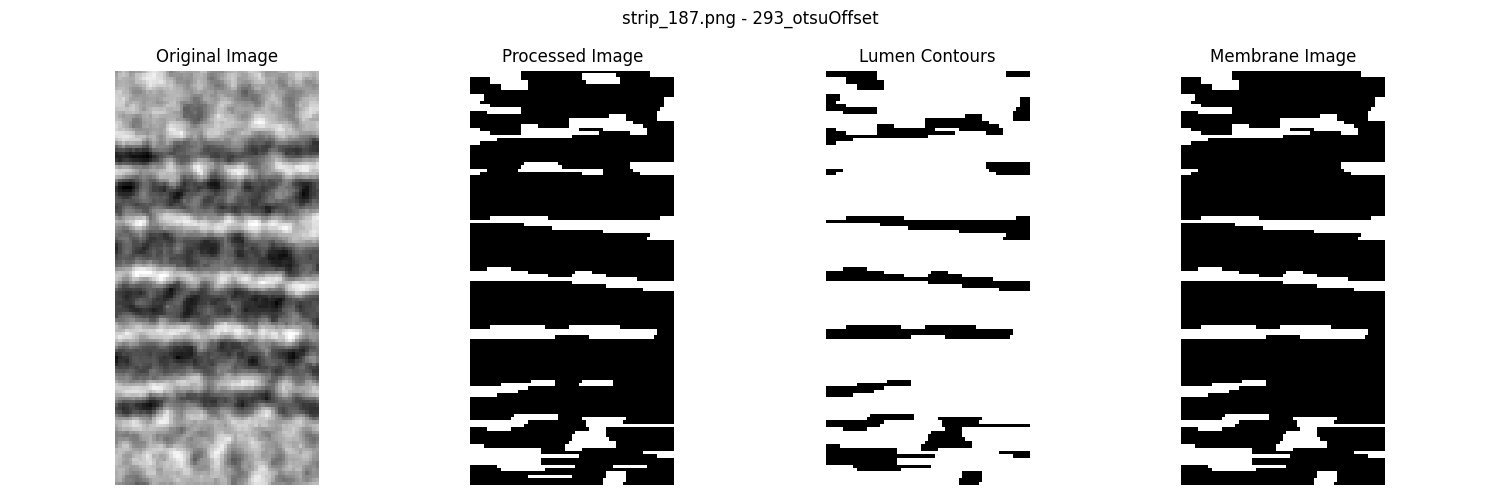 strip_187.png - 293_otsuOffset
Original Image
Processed Image
Lumen Contours
Membrane Image